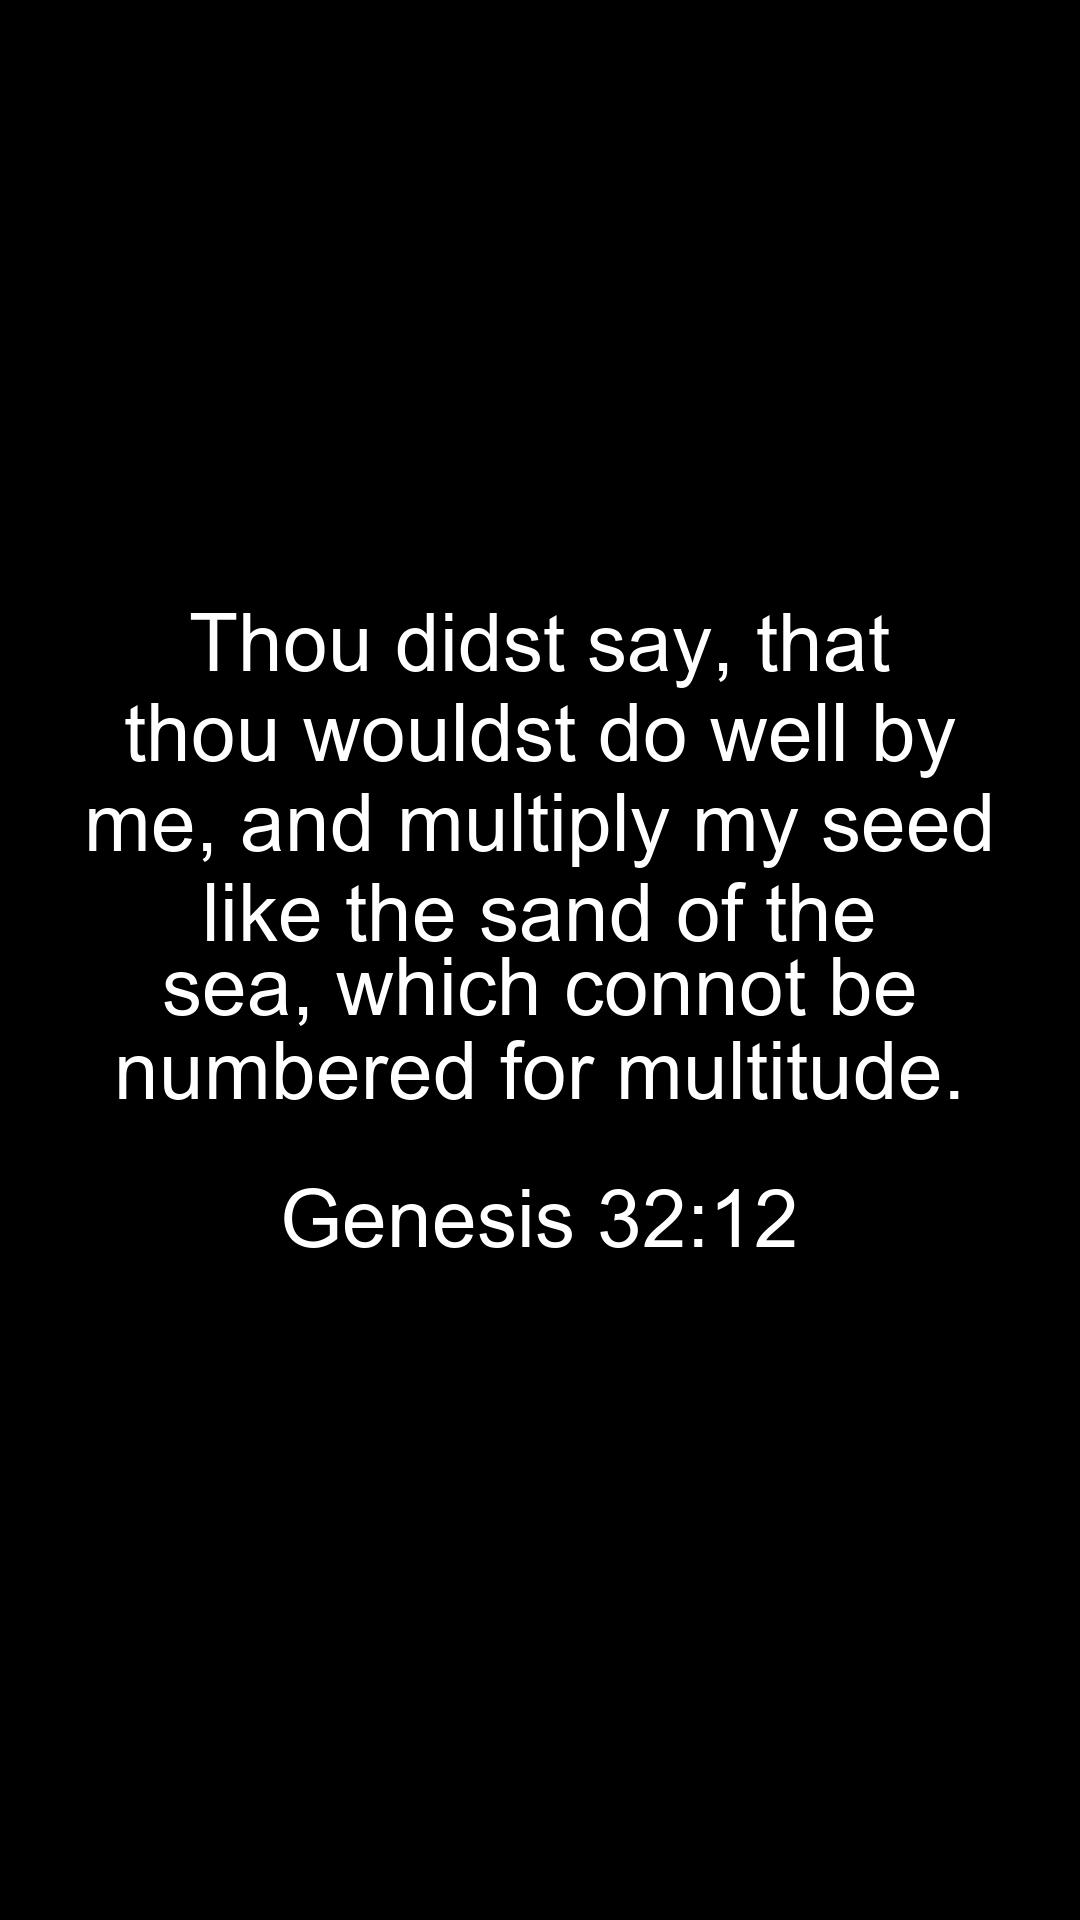 Thou didst say, that
thou wouldst do well by
me, and multiply my seed
like the sand of the
sea, which connot be
numbered for multitude.
Genesis 32:12